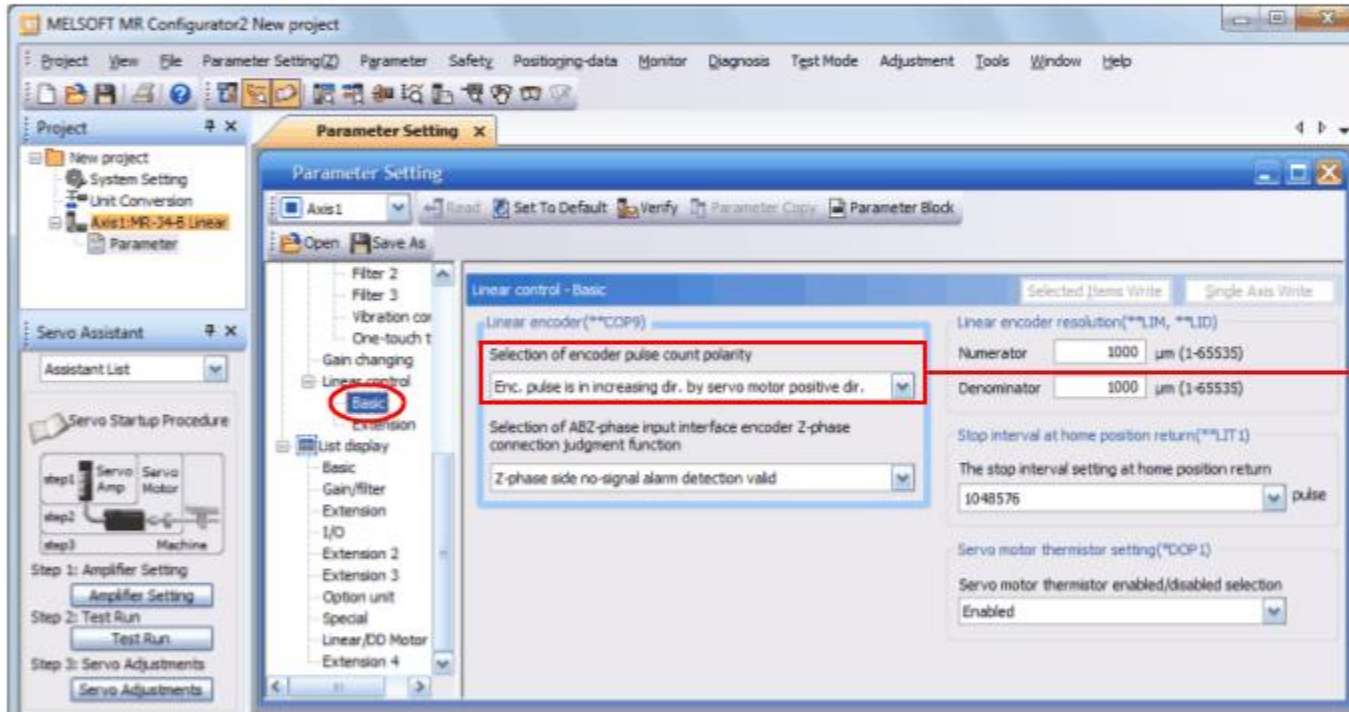 MELSOFT MR Configurator2 New project
Project View File Parameter Setting(Z) Parameter Safety Positioning-data Monitor Diagnosis Test Mode Adjustment Tools Window Help
Project
Parameter Setting
New project
System Setting
Unit Conversion
Axis1:MR-J4-B Linear
Parameter
Parameter Setting
Axis1
Read
Set To Default
Verify
Parameter Copy
Parameter Block
Open
Save As
Filter 2
Filter 3
Vibration con
One-touch t
Gain changing
Linear control
Basic
Extension
List display
Basic
Gain/filter
Extension
I/O
Extension 2
Extension 3
Option unit
Special
Linear/DD Motor
Extension 4
Linear control - Basic
Selected Items Write
Single Axis Write
Linear encoder(**COP9)
Selection of encoder pulse count polarity
Enc. pulse is in increasing dir. by servo motor positive dir.
Selection of ABZ-phase input interface encoder Z-phase
connection judgment function
Z-phase side no-signal alarm detection valid
Linear encoder resolution(**LIM, **LID)
Numerator 1000 µm (1-65535)
Denominator 1000 µm (1-65535)
Stop interval at home position return(**LIT1)
The stop interval setting at home position return
1048576 pulse
Servo motor thermistor setting(*DOP1)
Servo motor thermistor enabled/disabled selection
Enabled
Servo Assistant
Assistant List
Servo Startup Procedure
step1
Servo Amp
Servo Motor
step2
step3
Machine
Step 1: Amplifier Setting
Amplifier Setting
Step 2: Test Run
Test Run
Step 3: Servo Adjustments
Servo Adjustments